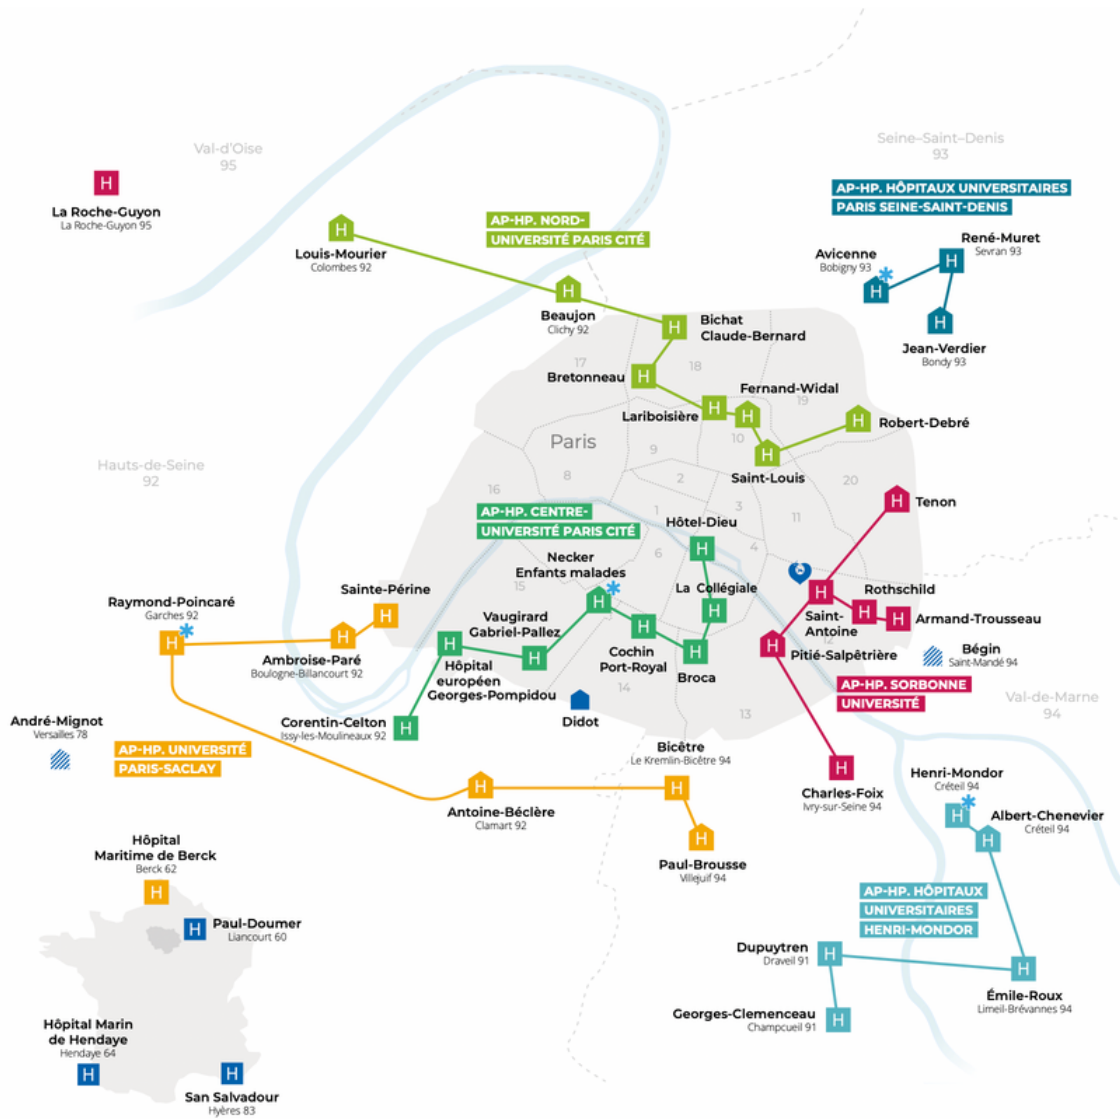 Val-d'Oise
95
Seine-Saint-Denis
93
H
La Roche-Guyon
La Roche-Guyon 95
AP-HP. HÔPITAUX UNIVERSITAIRES
PARIS SEINE-SAINT-DENIS
AP-HP. NORD-
UNIVERSITÉ PARIS CITÉ
H
Louis-Mourier
Colombes 92
René-Muret
Sevran 93
H
Avicenne
Bobigny 93
H
H
Jean-Verdier
Bondy 93
H
Beaujon
Clichy 92
H
Bichat
Claude-Bernard
17
18
Bretonneau
H
Fernand-Widal
19
Lariboisière
H
H
H
Robert-Debré
Paris
9
10
H
Saint-Louis
Hauts-de-Seine
92
8
2
20
16
3
11
H
Tenon
AP-HP. CENTRE-
UNIVERSITÉ PARIS CITÉ
1
Hôtel-Dieu
H
4
6
Necker
Enfants malades
15
H
La Collégiale
H
Sainte-Périne
H
Raymond-Poincaré
Garches 92
H
H
Ambroise-Paré
Boulogne-Billancourt 92
Vaugirard
Gabriel-Pallez
H
H
Hôpital
européen
Georges-Pompidou
H
Cochin
Port-Royal
H
Broca
H
Saint-
Antoine
Rothschild
H
H
Armand-Trousseau
12
H
Pitié-Salpêtrière
Bégin
Saint-Mandé 94
AP-HP. SORBONNE
UNIVERSITÉ
Val-de-Marne
94
14
13
Didot
Corentin-Celton
Issy-les-Moulineaux 92
H
André-Mignot
Versailles 78
AP-HP. UNIVERSITÉ
PARIS-SACLAY
Bicêtre
Le Kremlin-Bicêtre 94
H
H
Antoine-Béclère
Clamart 92
H
Charles-Foix
Ivry-sur-Seine 94
Henri-Mondor
Créteil 94
H
Albert-Chenevier
Créteil 94
H
H
Paul-Brousse
Villejuif 94
Hôpital
Maritime de Berck
Berck 62
H
H
Paul-Doumer
Liancourt 60
AP-HP. HÔPITAUX
UNIVERSITAIRES
HENRI-MONDOR
Dupuytren
Draveil 91
H
H
Émile-Roux
Limeil-Brévannes 94
Georges-Clemenceau
Champcueil 91
H
Hôpital Marin
de Hendaye
Hendaye 64
H
H
San Salvadour
Hyères 83